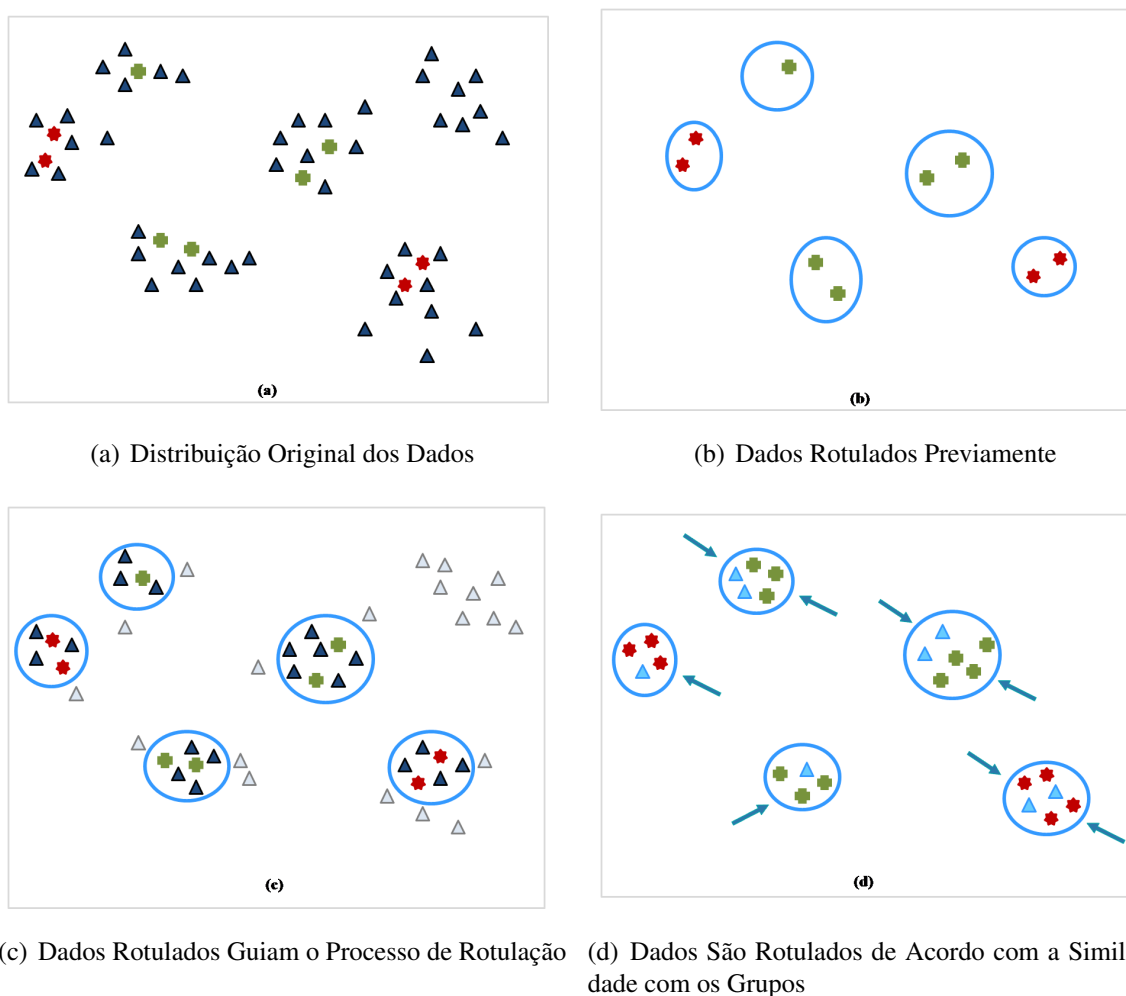 (a)
(b)
(a) Distribuição Original dos Dados
(b) Dados Rotulados Previamente
(c)
(d)
(c) Dados Rotulados Guiam o Processo de Rotulação
(d) Dados São Rotulados de Acordo com a Simil
dade com os Grupos